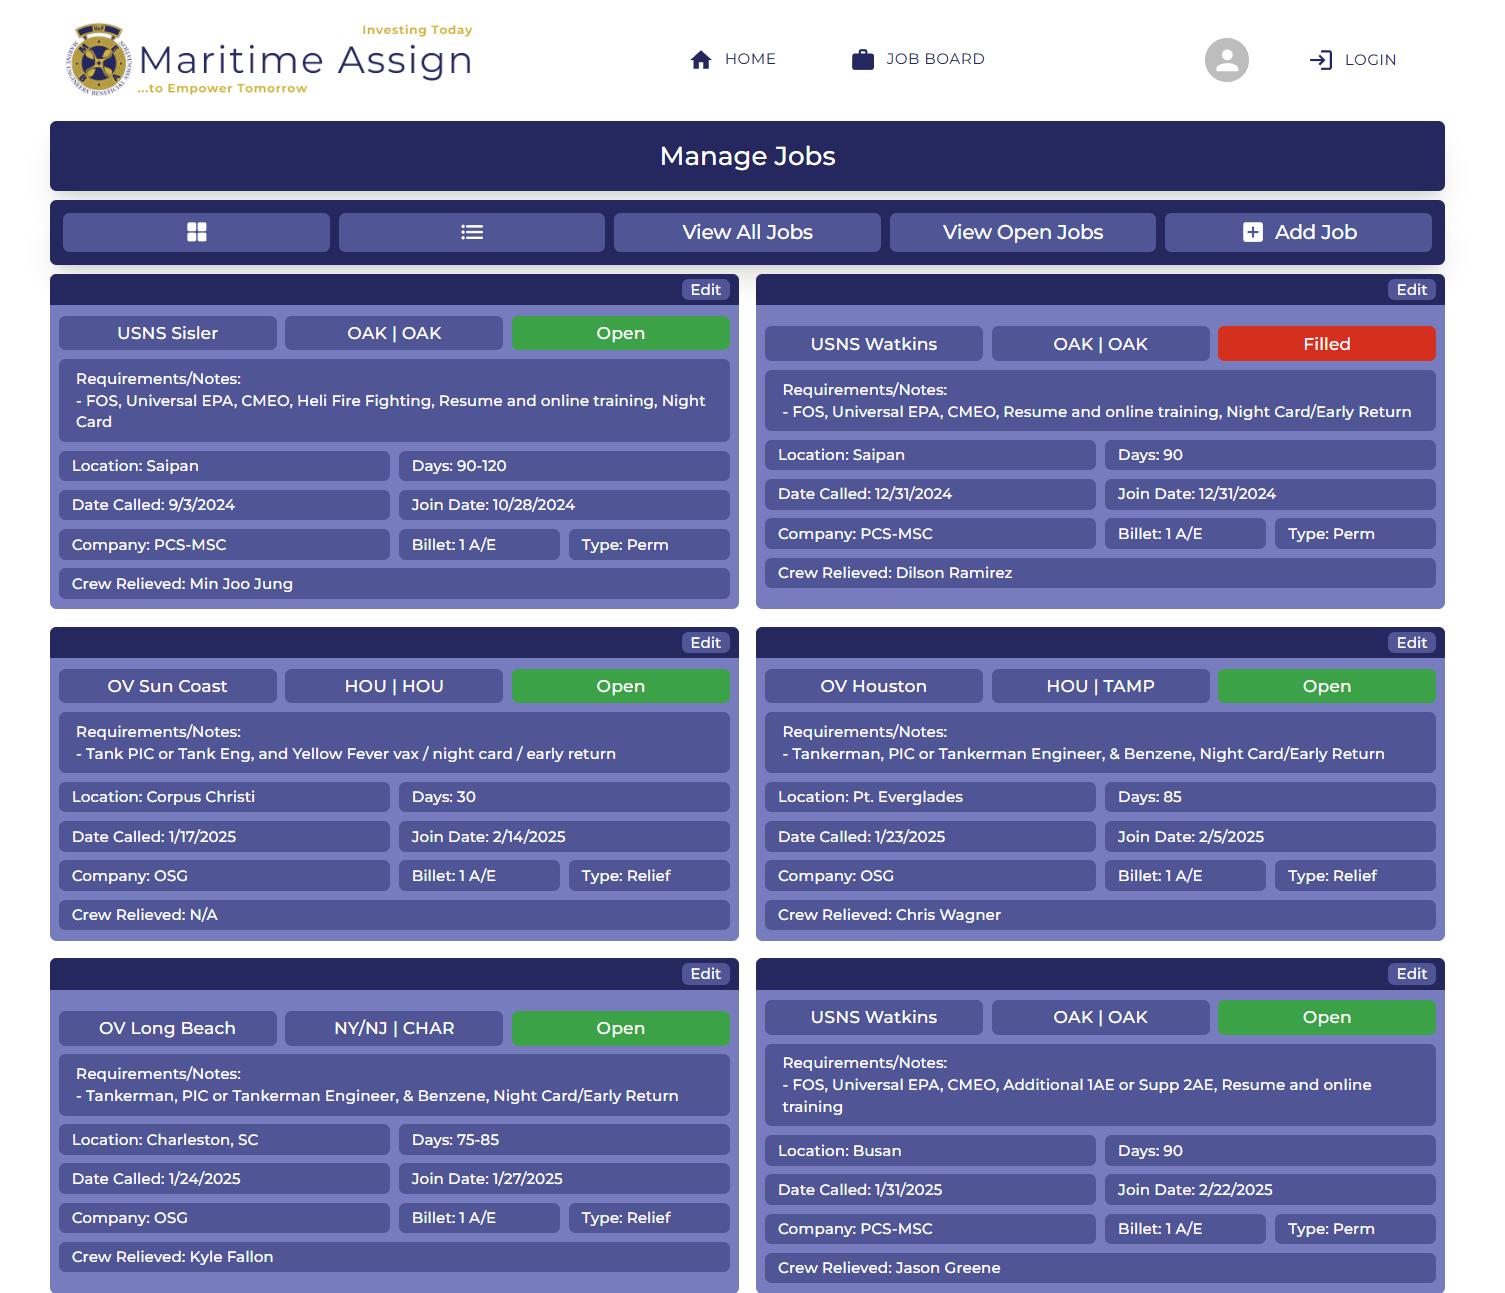 Investing Today
Maritime Assign
...to Empower Tomorrow
MARINE ENGINEERS' BENEFICIAL ASSOCIATION
HOME
JOB BOARD
LOGIN
Manage Jobs
View All Jobs
View Open Jobs
Add Job
Edit
USNS Sisler
OAK | OAK
Open
Requirements/Notes:
- FOS, Universal EPA, CMEO, Heli Fire Fighting, Resume and online training, Night
Card
Location: Saipan
Days: 90-120
Date Called: 9/3/2024
Join Date: 10/28/2024
Company: PCS-MSC
Billet: 1 A/E
Type: Perm
Crew Relieved: Min Joo Jung
Edit
USNS Watkins
OAK | OAK
Filled
Requirements/Notes:
- FOS, Universal EPA, CMEO, Resume and online training, Night Card/Early Return
Location: Saipan
Days: 90
Date Called: 12/31/2024
Join Date: 12/31/2024
Company: PCS-MSC
Billet: 1 A/E
Type: Perm
Crew Relieved: Dilson Ramirez
Edit
OV Sun Coast
HOU | HOU
Open
Requirements/Notes:
- Tank PIC or Tank Eng, and Yellow Fever vax / night card / early return
Location: Corpus Christi
Days: 30
Date Called: 1/17/2025
Join Date: 2/14/2025
Company: OSG
Billet: 1 A/E
Type: Relief
Crew Relieved: N/A
Edit
OV Houston
HOU | TAMP
Open
Requirements/Notes:
- Tankerman, PIC or Tankerman Engineer, & Benzene, Night Card/Early Return
Location: Pt. Everglades
Days: 85
Date Called: 1/23/2025
Join Date: 2/5/2025
Company: OSG
Billet: 1 A/E
Type: Relief
Crew Relieved: Chris Wagner
Edit
OV Long Beach
NY/NJ | CHAR
Open
Requirements/Notes:
- Tankerman, PIC or Tankerman Engineer, & Benzene, Night Card/Early Return
Location: Charleston, SC
Days: 75-85
Date Called: 1/24/2025
Join Date: 1/27/2025
Company: OSG
Billet: 1 A/E
Type: Relief
Crew Relieved: Kyle Fallon
Edit
USNS Watkins
OAK | OAK
Open
Requirements/Notes:
- FOS, Universal EPA, CMEO, Additional 1AE or Supp 2AE, Resume and online
training
Location: Busan
Days: 90
Date Called: 1/31/2025
Join Date: 2/22/2025
Company: PCS-MSC
Billet: 1 A/E
Type: Perm
Crew Relieved: Jason Greene